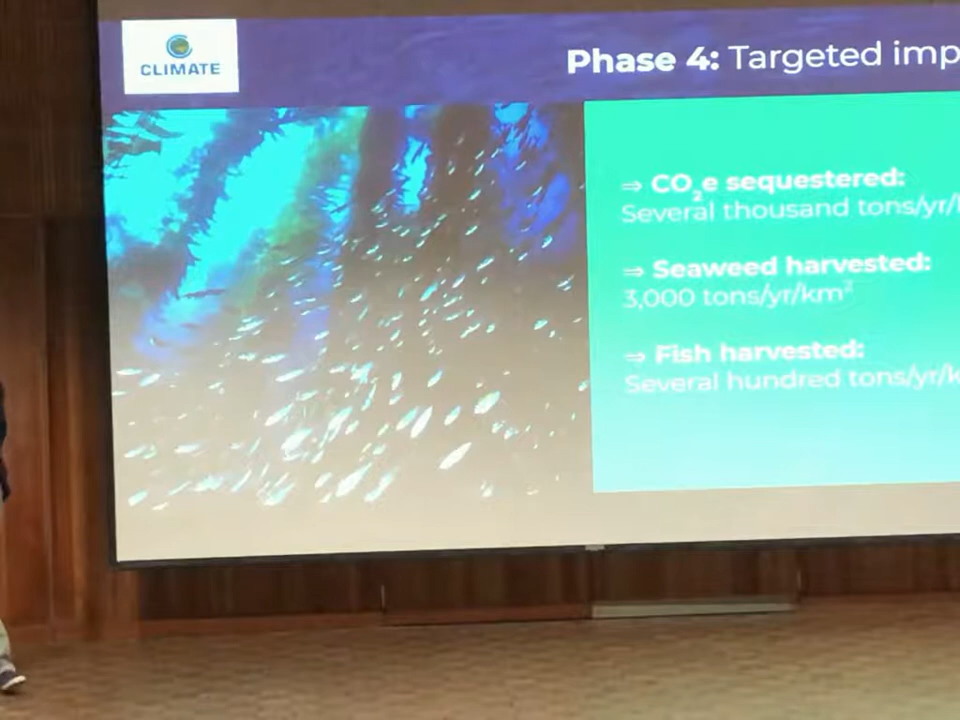 CLIMATE
Phase 4: Targeted imp
⇒ CO₂e sequestered:
Several thousand tons/yr/
⇒ Seaweed harvested:
3,000 tons/yr/km²
⇒ Fish harvested:
Several hundred tons/yr/k